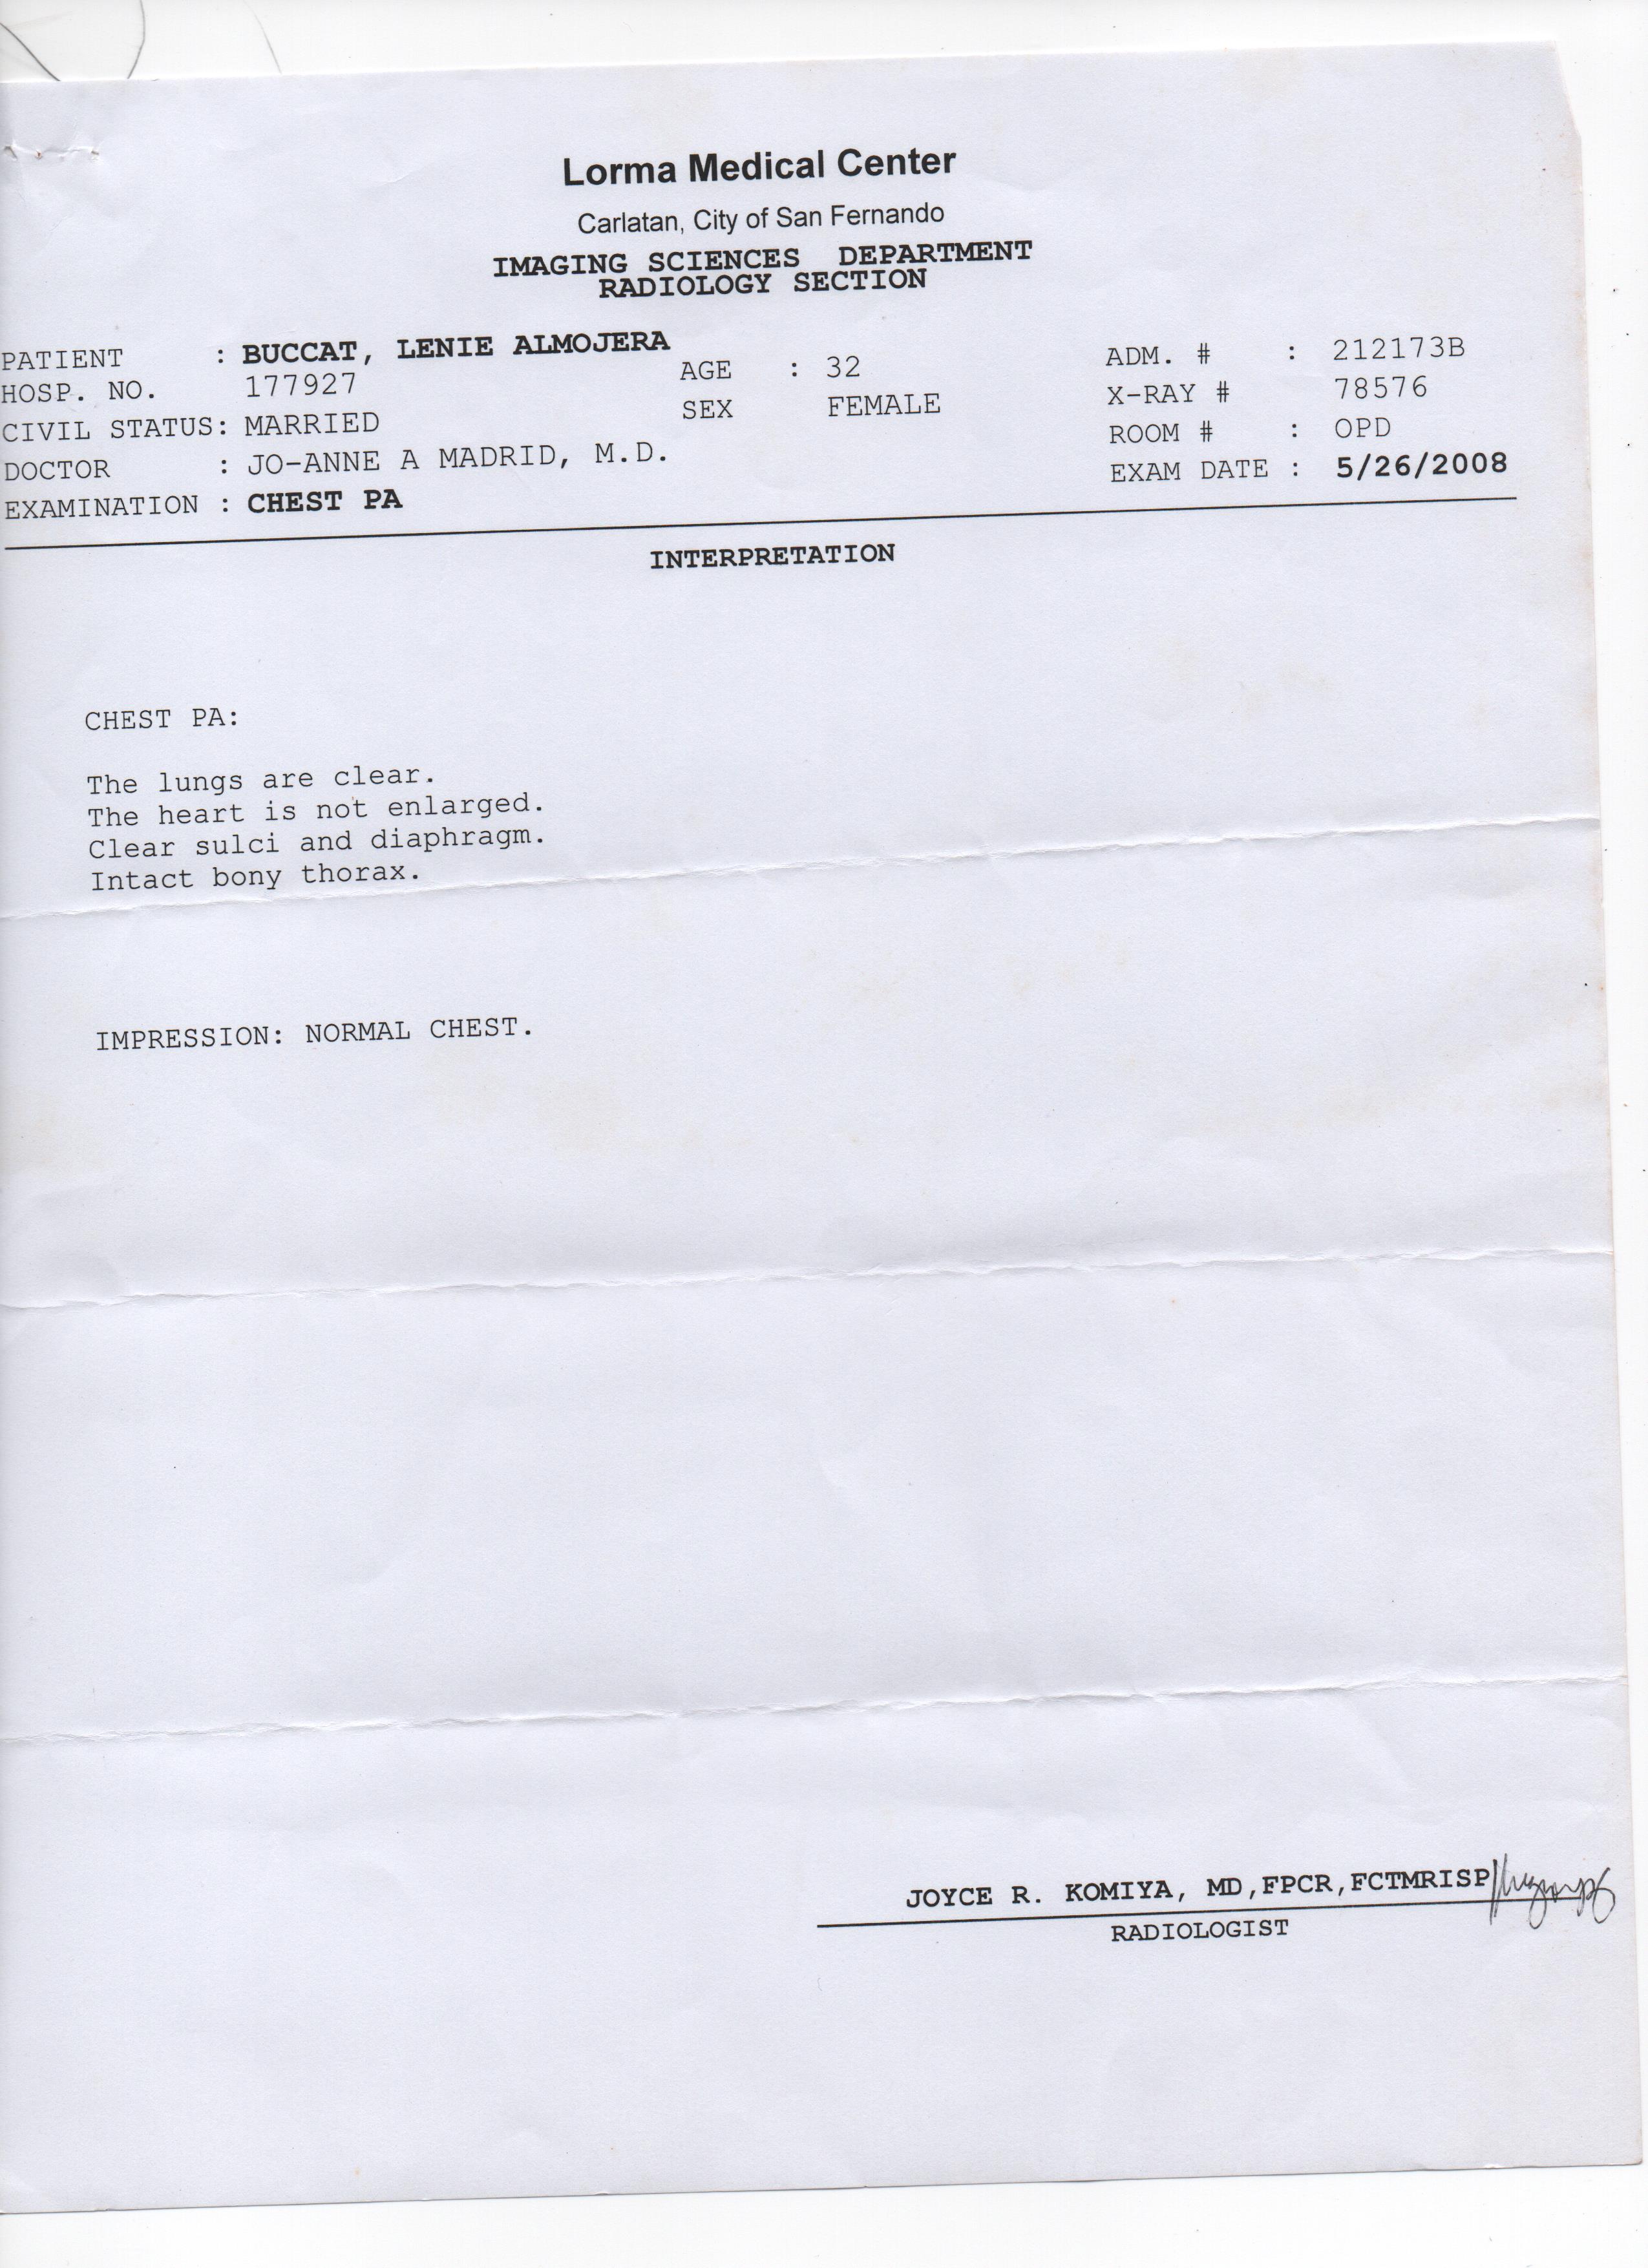 Lorma Medical Center
Carlatan, City of San Fernando
IMAGING SCIENCES DEPARTMENT
RADIOLOGY SECTION
PATIENT : BUCCAT, LENIE ALMOJERA AGE : 32 ADM. # : 212173B
HOSP. NO. 177927 SEX FEMALE X-RAY # 78576
CIVIL STATUS: MARRIED ROOM # : OPD
DOCTOR : JO-ANNE A MADRID, M.D. EXAM DATE : 5/26/2008
EXAMINATION : CHEST PA
INTERPRETATION
CHEST PA:
The lungs are clear.
The heart is not enlarged.
Clear sulci and diaphragm.
Intact bony thorax.
IMPRESSION: NORMAL CHEST.
JOYCE R. KOMIYA, MD,FPCR,FCTMRISP
RADIOLOGIST